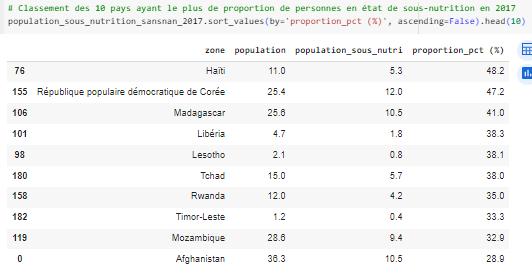 # Classement des 10 pays ayant le plus de proportion de personnes en état de sous-nutrition en 2017
population_sous_nutrition_sansnan_2017.sort_values(by='proportion_pct (%)', ascending=False).head(10)
zone population population_sous_nutri proportion_pct (%)
76 Haïti 11.0 5.3 48.2
155 République populaire démocratique de Corée 25.4 12.0 47.2
106 Madagascar 25.6 10.5 41.0
101 Libéria 4.7 1.8 38.3
98 Lesotho 2.1 0.8 38.1
180 Tchad 15.0 5.7 38.0
158 Rwanda 12.0 4.2 35.0
182 Timor-Leste 1.2 0.4 33.3
119 Mozambique 28.6 9.4 32.9
0 Afghanistan 36.3 10.5 28.9